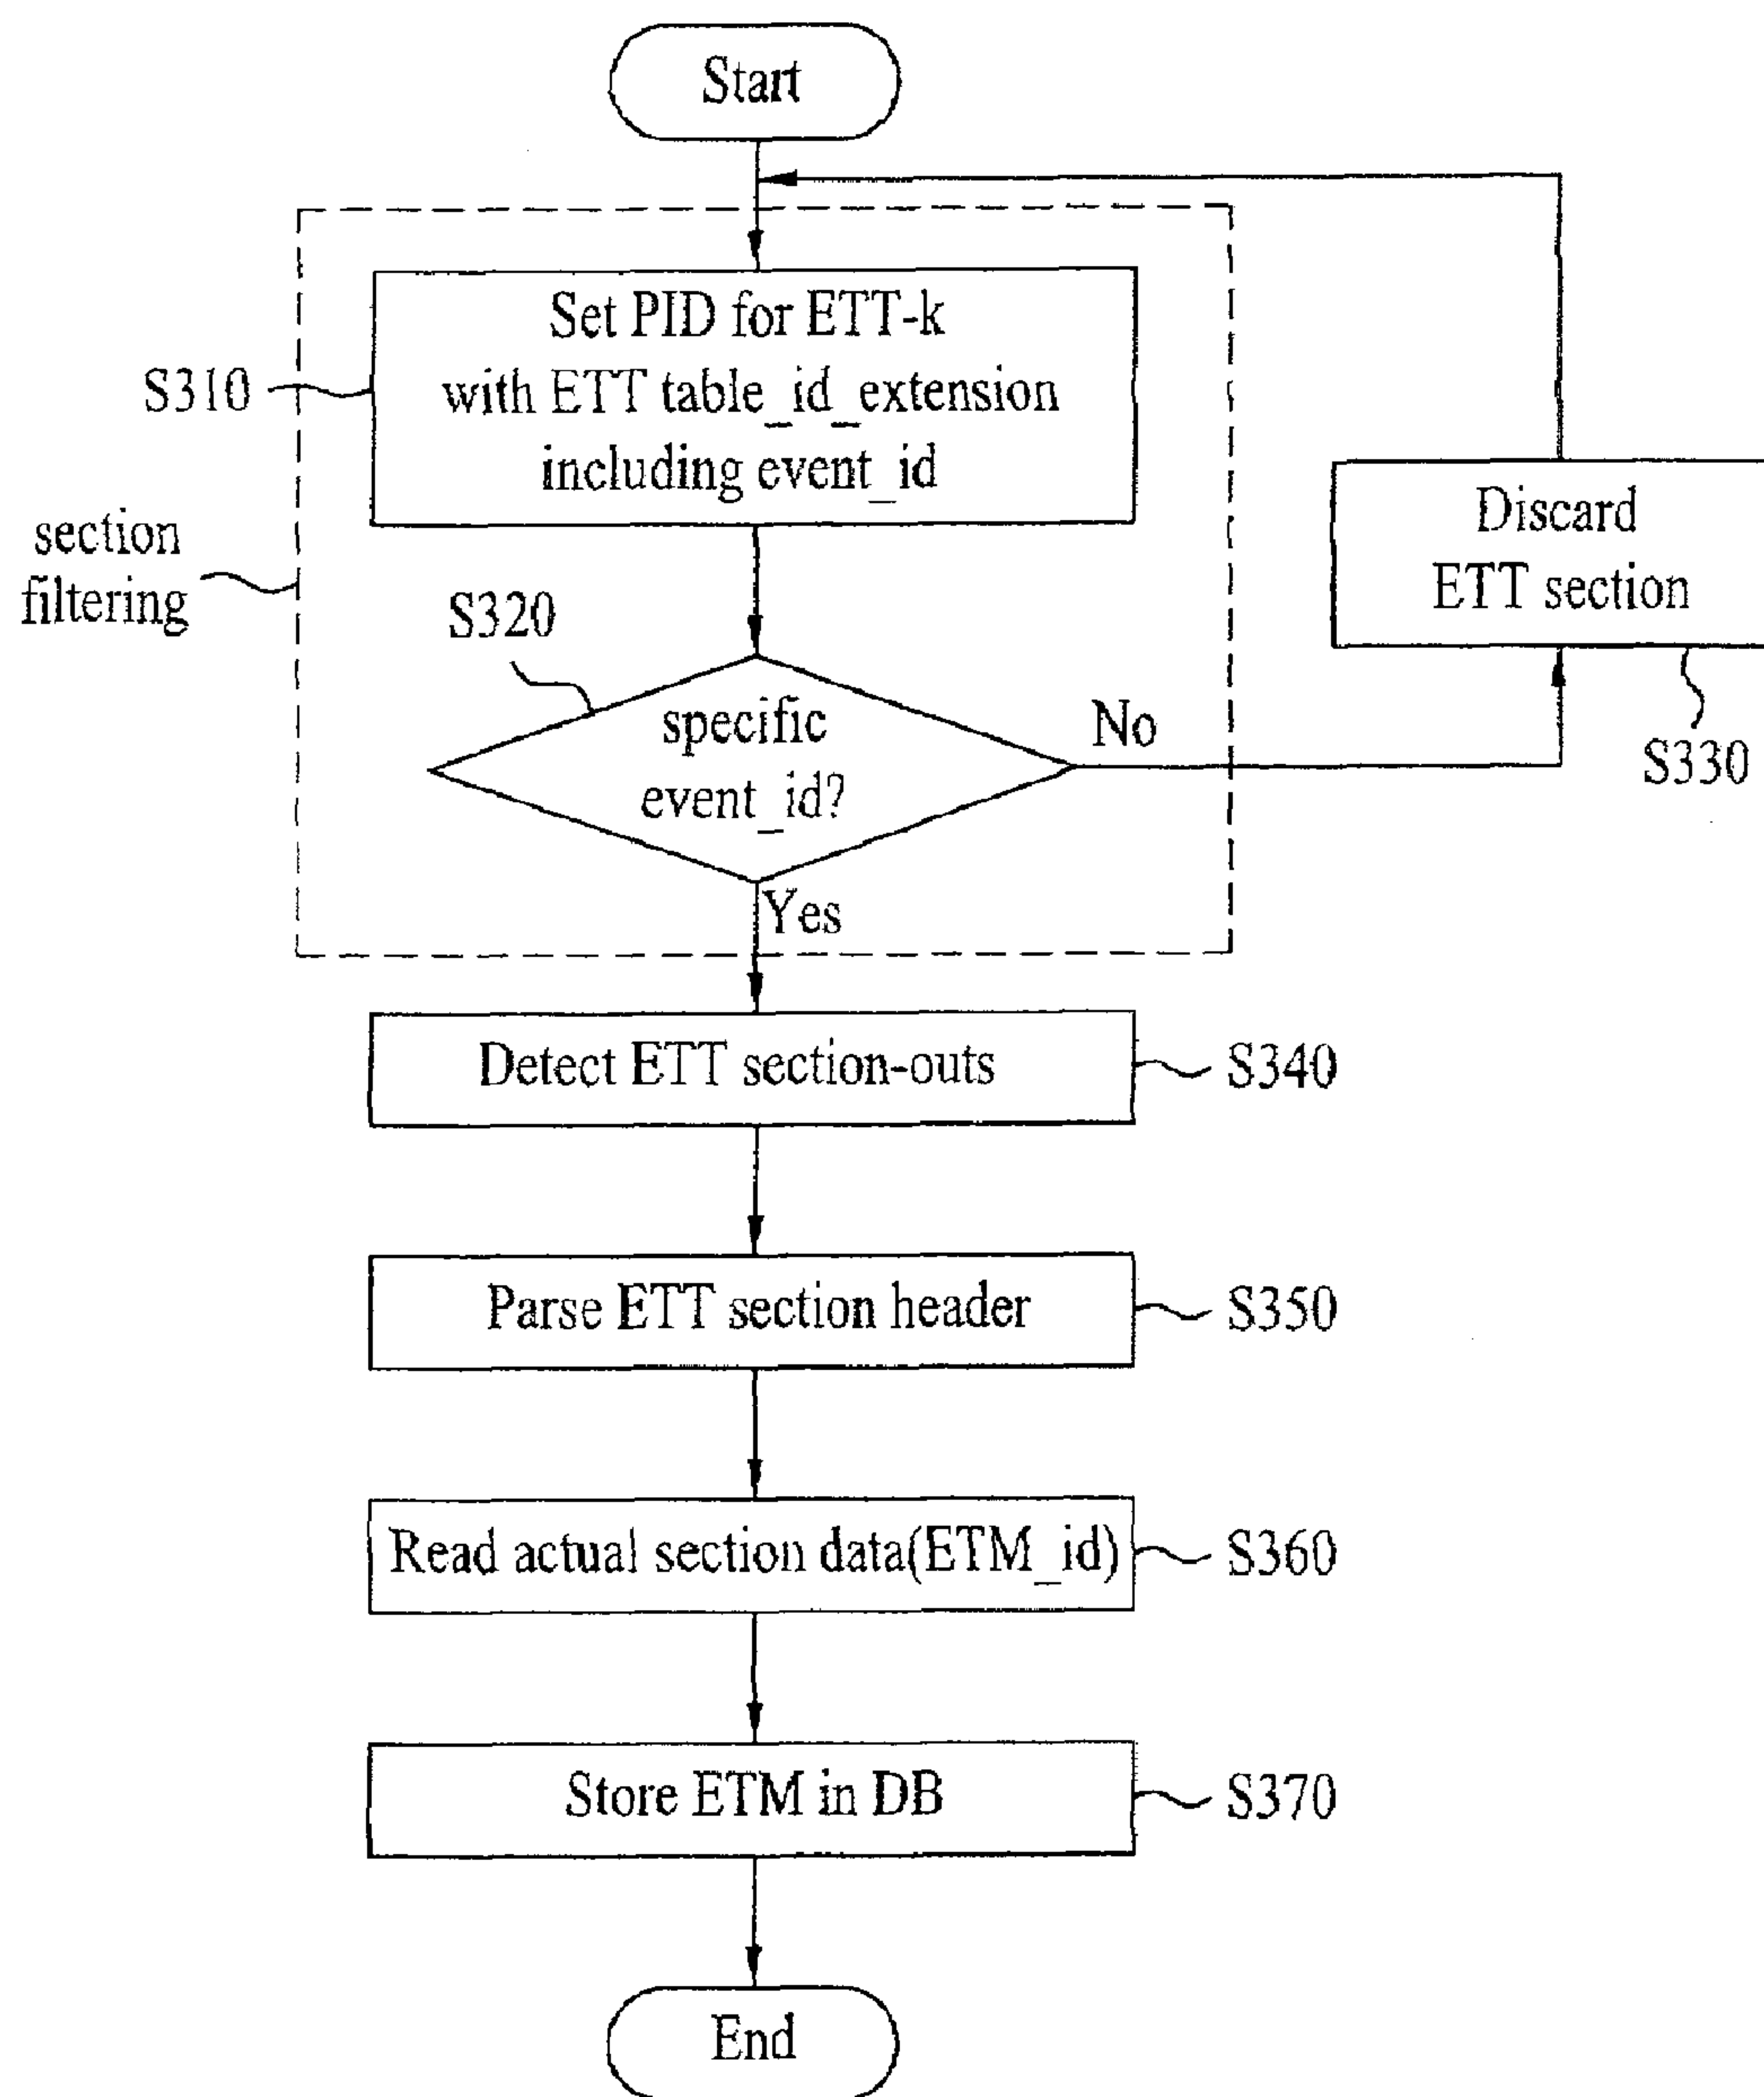 Start
Set PID for ETT-k
with ETT table_id_extension
including event_id
S310
section
filtering
Discard
ETT section
S330
S320
specific
event_id?
No
Yes
Detect ETT section-outs
S340
Parse ETT section header
S350
Read actual section data(ETM_id)
S360
Store ETM in DB
S370
End